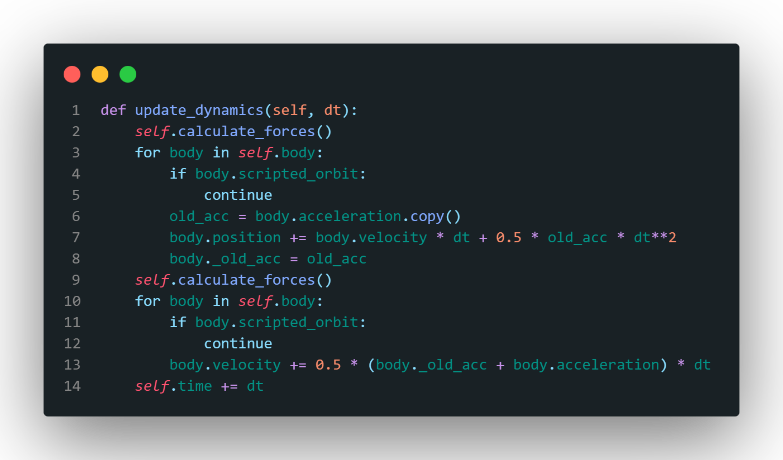 1 def update_dynamics(self, dt):
2     self.calculate_forces()
3     for body in self.body:
4         if body.scripted_orbit:
5             continue
6         old_acc = body.acceleration.copy()
7         body.position += body.velocity * dt + 0.5 * old_acc * dt**2
8         body._old_acc = old_acc
9     self.calculate_forces()
10     for body in self.body:
11         if body.scripted_orbit:
12             continue
13         body.velocity += 0.5 * (body._old_acc + body.acceleration) * dt
14     self.time += dt